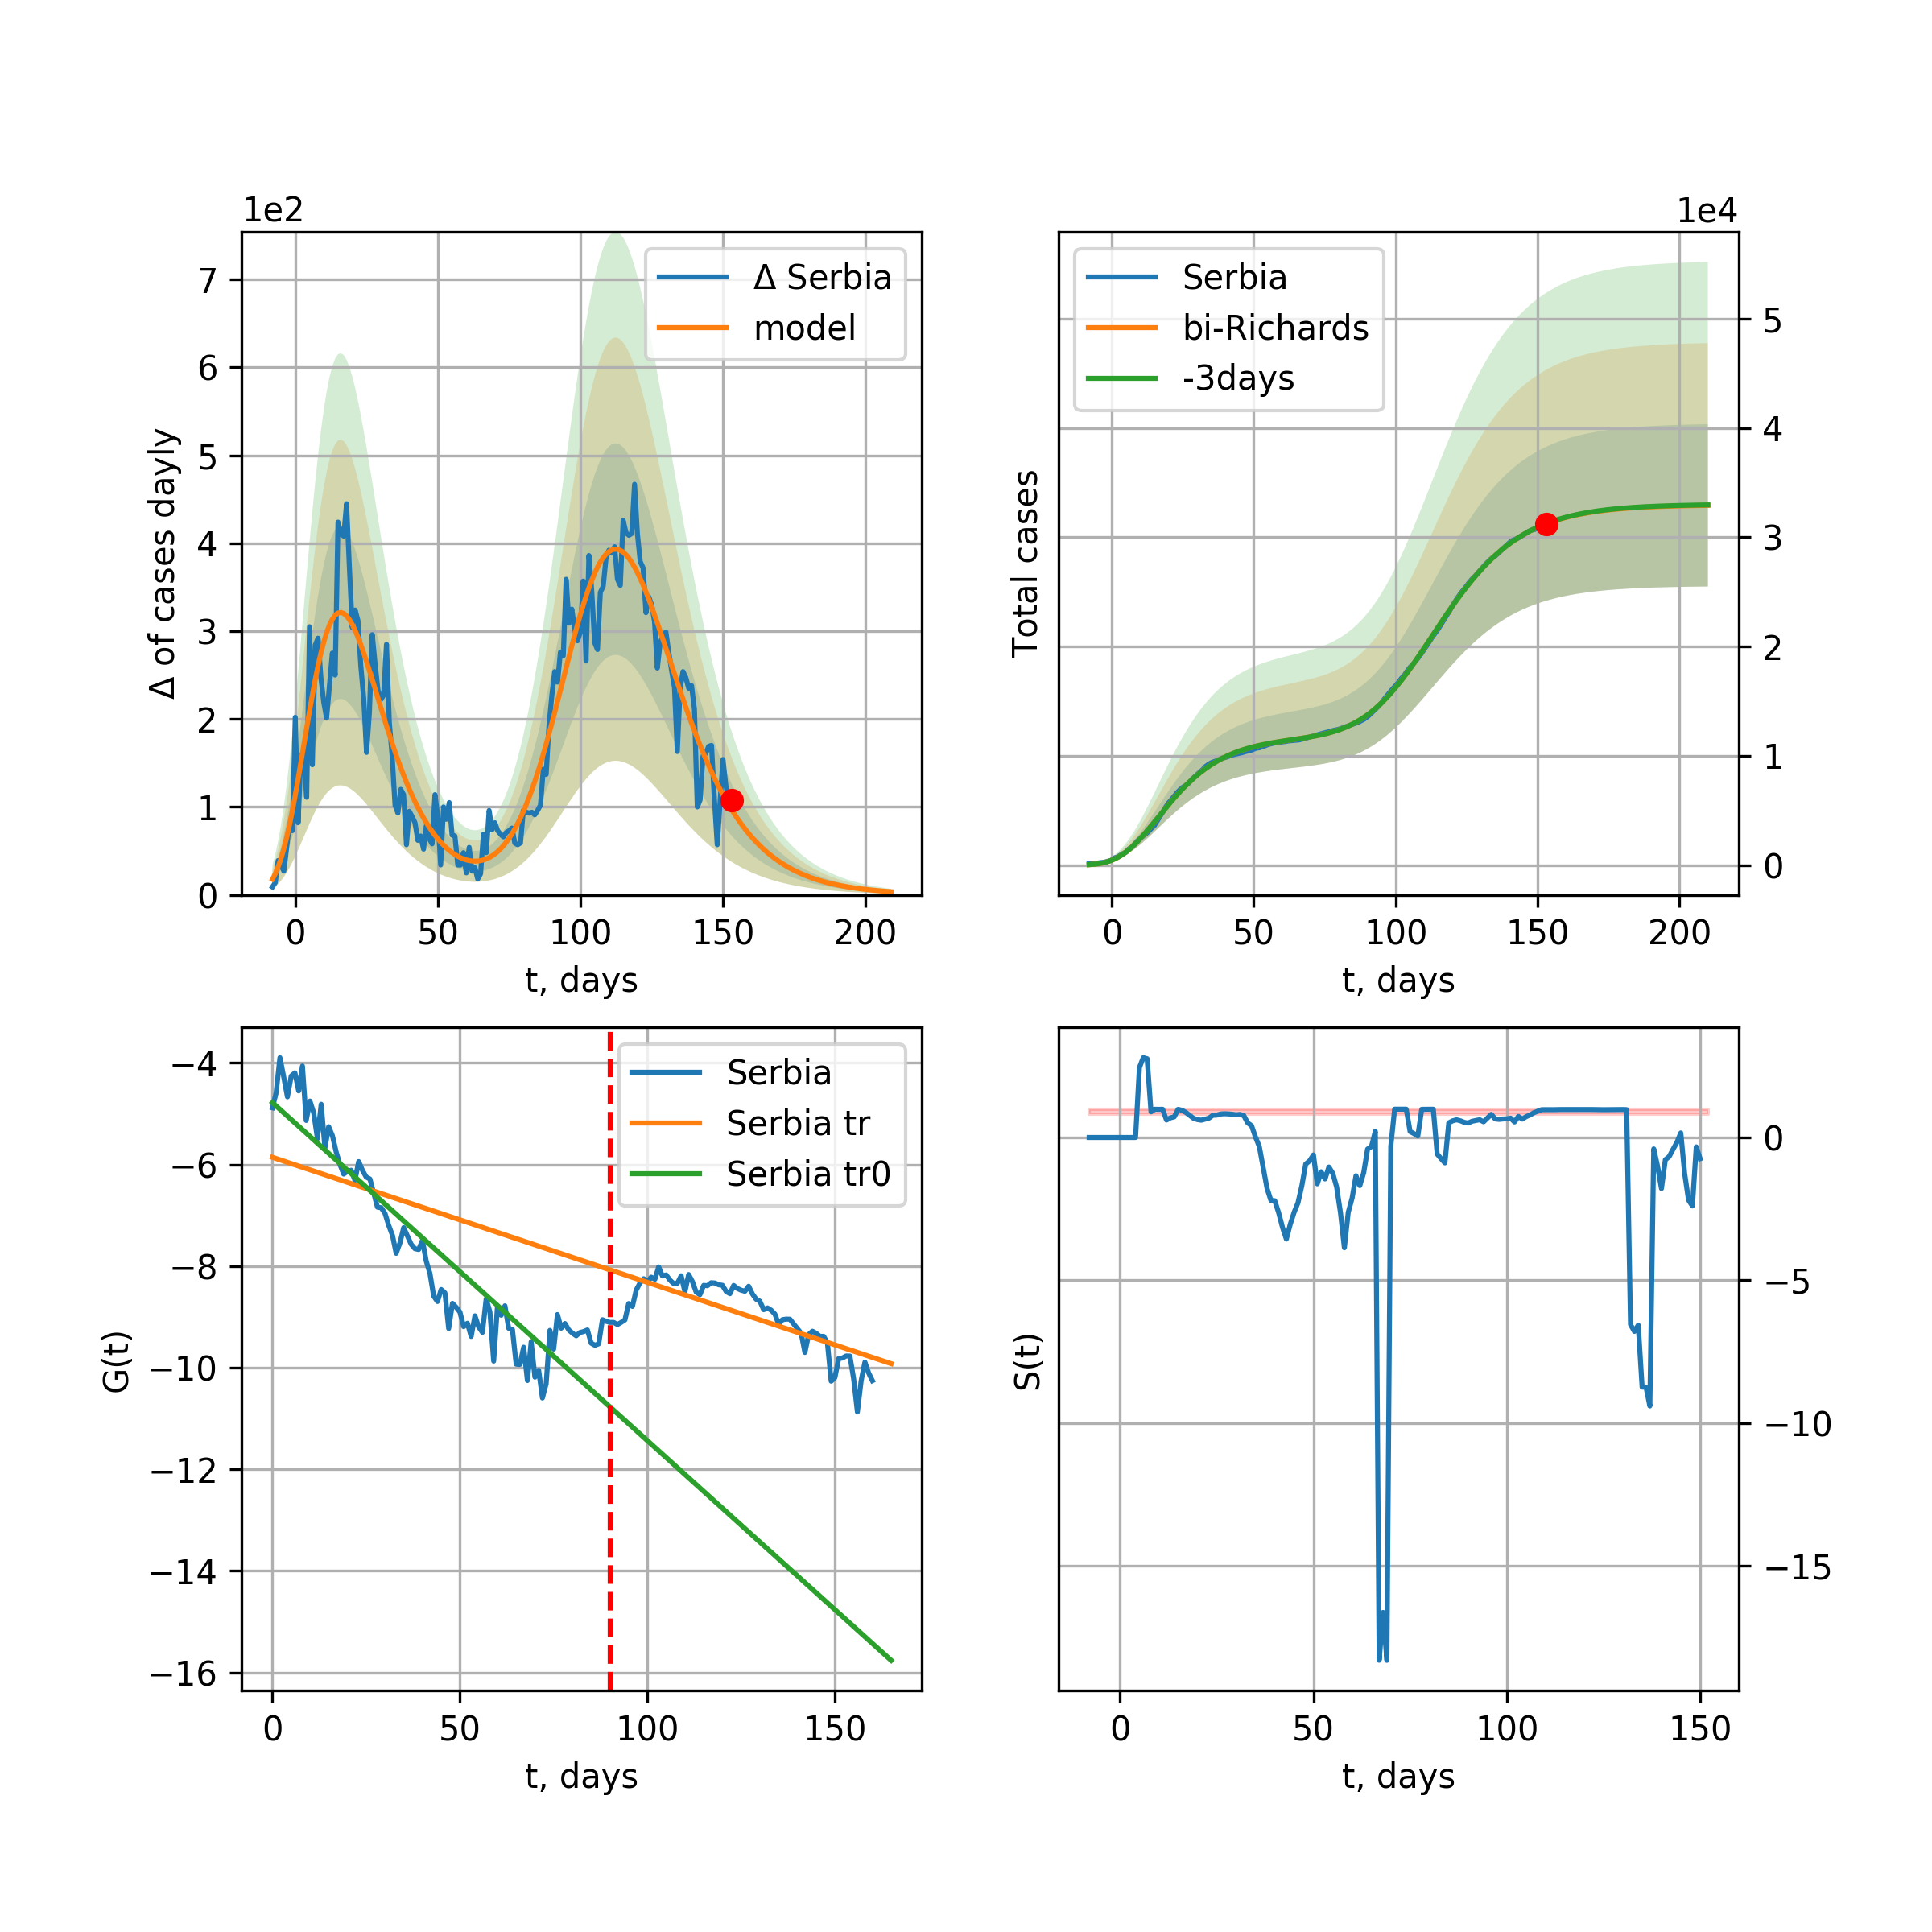 1e2
Δ of cases dayly
7
6
5
4
3
2
1
0
0 50 100 150 200
t, days
Δ Serbia
model
1e4
Total cases
5
4
3
2
1
0
0 50 100 150 200
t, days
Serbia
bi-Richards
-3days
G(t)
−4
−6
−8
−10
−12
−14
−16
0 50 100 150
t, days
Serbia
Serbia tr
Serbia tr0
S(t)
0
−5
−10
−15
0 50 100 150
t, days